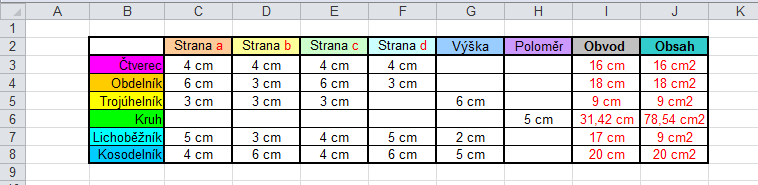 A B C D E F G H I J K
1
2 Strana a Strana b Strana c Strana d Výška Poloměr Obvod Obsah
3 Čtverec 4 cm 4 cm 4 cm 4 cm 16 cm 16 cm2
4 Obdelník 6 cm 3 cm 6 cm 3 cm 18 cm 18 cm2
5 Trojúhelník 3 cm 3 cm 3 cm 6 cm 9 cm 9 cm2
6 Kruh 5 cm 31,42 cm 78,54 cm2
7 Lichoběžník 5 cm 3 cm 4 cm 5 cm 2 cm 17 cm 9 cm2
8 Kosodelník 4 cm 6 cm 4 cm 6 cm 5 cm 20 cm 20 cm2
9